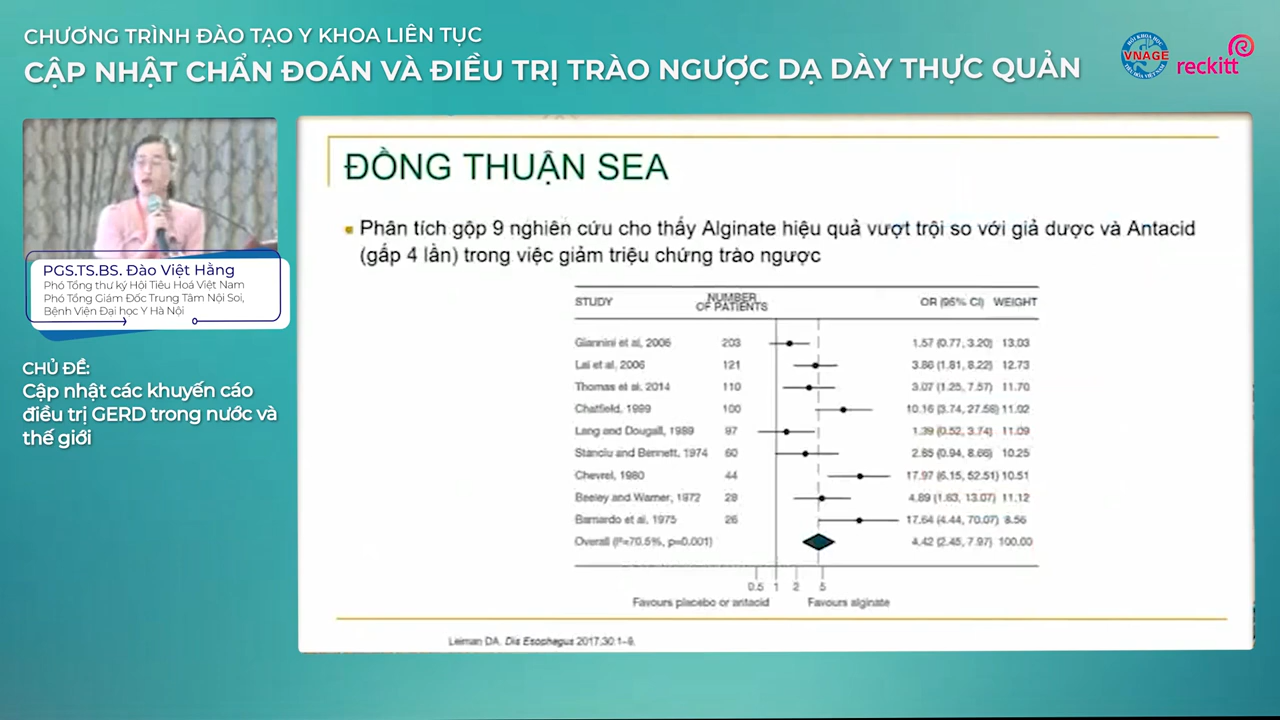 CHƯƠNG TRÌNH ĐÀO TẠO Y KHOA LIÊN TỤC
CẬP NHẬT CHẨN ĐOÁN VÀ ĐIỀU TRỊ TRÀO NGƯỢC DẠ DÀY THỰC QUẢN
HỘI KHOA HỌC
VNAGE
TIÊU HÓA VIỆT NAM
reckitt
PGS.TS.BS. Đào Việt Hằng
Phó Tổng thư ký Hội Tiêu Hoá Việt Nam
Phó Tổng Giám Đốc Trung Tâm Nội Soi,
Bệnh Viện Đại học Y Hà Nội
CHỦ ĐỀ:
Cập nhật các khuyến cáo
điều trị GERD trong nước và
thế giới
ĐỒNG THUẬN SEA
Phân tích gộp 9 nghiên cứu cho thấy Alginate hiệu quả vượt trội so với giả dược và Antacid
(gấp 4 lần) trong việc giảm triệu chứng trào ngược
STUDY NUMBER OF PATIENTS OR (95% CI) WEIGHT
Giannini et al, 2006 203 1.57 (0.77, 3.20) 13.03
Lai et al, 2006 121 3.86 (1.81, 8.22) 12.73
Thomas et al. 2014 110 3.07 (1.25, 7.57) 11.70
Chatfield, 1999 100 10.16 (3.74, 27.58) 11.02
Lang and Dougall, 1989 97 1.39 (0.52, 3.74) 11.09
Stanciu and Bennett, 1974 60 2.85 (0.94, 8.66) 10.25
Chevrel, 1980 44 17.97 (6.15, 52.51) 10.51
Beeley and Warner, 1972 28 4.89 (1.83, 13.07) 11.12
Barnardo et al, 1975 26 17.64 (4.44, 70.07) 8.56
Overall (I²=70.5%, p=0.001) 4.42 (2.45, 7.97) 100.00
0.5 1 2 5
Favours placebo or antacid Favours alginate
Leiman DA. Dis Esophagus 2017;30:1–9.